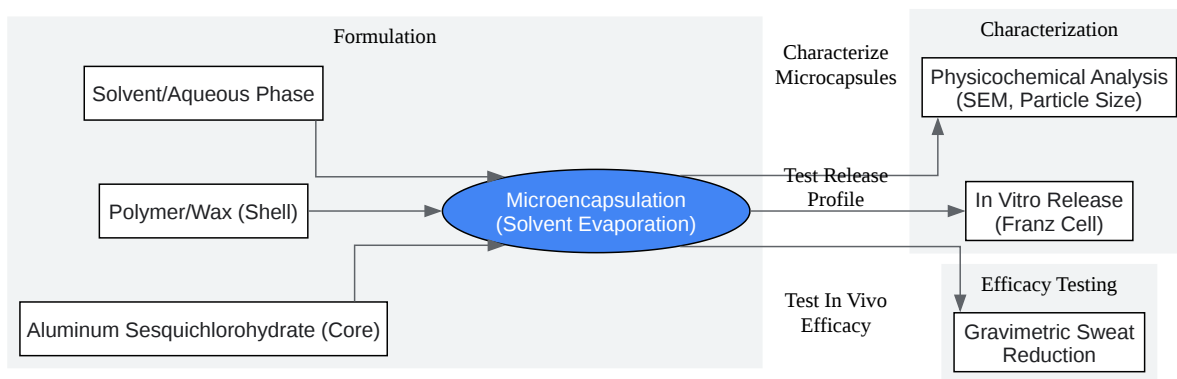 Formulation
Solvent/Aqueous Phase
Polymer/Wax (Shell)
Aluminum Sesquichlorohydrate (Core)
Microencapsulation
(Solvent Evaporation)
Characterize
Microcapsules
Test Release
Profile
Test In Vivo
Efficacy
Characterization
Physicochemical Analysis
(SEM, Particle Size)
In Vitro Release
(Franz Cell)
Efficacy Testing
Gravimetric Sweat
Reduction